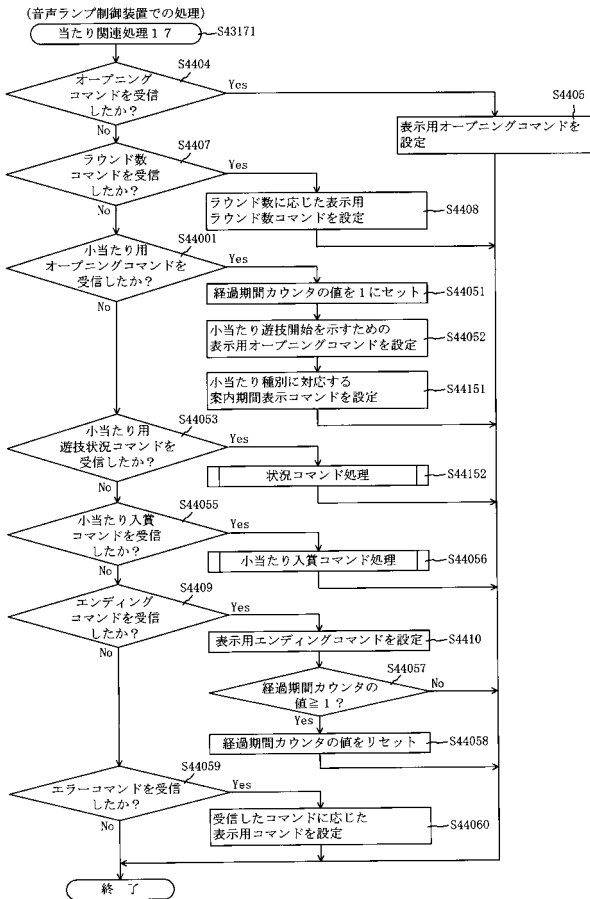 (音声ランプ制御装置での処理)
当たり関連処理17
S43171
S4404
オープニング
コマンドを受信
したか?
Yes
No
S4405
表示用オープニングコマンドを
設定
S4407
ラウンド数
コマンドを受信
したか?
Yes
No
ラウンド数に応じた表示用
ラウンド数コマンドを設定
S4408
S44001
小当たり用
オープニングコマンドを
受信したか?
Yes
No
経過期間カウンタの値を1にセット
S44051
小当たり遊技開始を示すための
表示用オープニングコマンドを設定
S44052
小当たり種別に対応する
案内期間表示コマンドを設定
S44151
S44053
小当たり用
遊技状況コマンドを
受信したか?
Yes
No
状況コマンド処理
S44152
S44055
小当たり入賞
コマンドを受信
したか?
Yes
No
小当たり入賞コマンド処理
S44056
S4409
エンディング
コマンドを受信
したか?
Yes
No
表示用エンディングコマンドを設定
S4410
S44057
経過期間カウンタの
値≧1?
No
Yes
経過期間カウンタの値をリセット
S44058
S44059
エラーコマンドを受信
したか?
Yes
No
受信したコマンドに応じた
表示用コマンドを設定
S44060
終 了